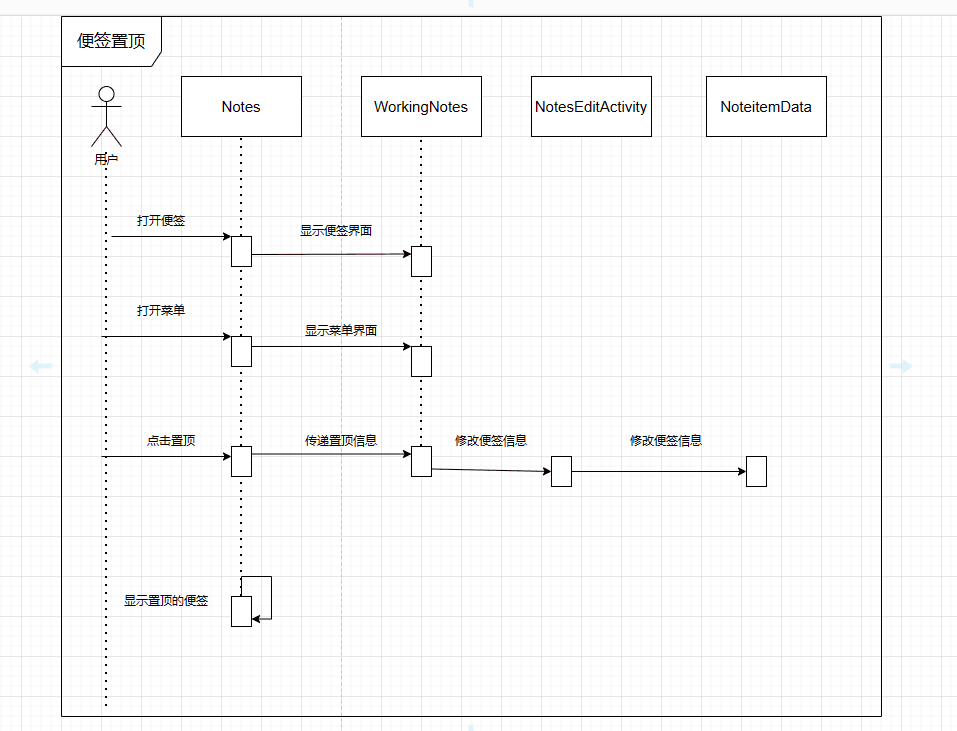 便签置顶
Notes
WorkingNotes
NotesEditActivity
NoteitemData
用户
打开便签
显示便签界面
打开菜单
显示菜单界面
点击置顶
传递置顶信息
修改便签信息
修改便签信息
显示置顶的便签